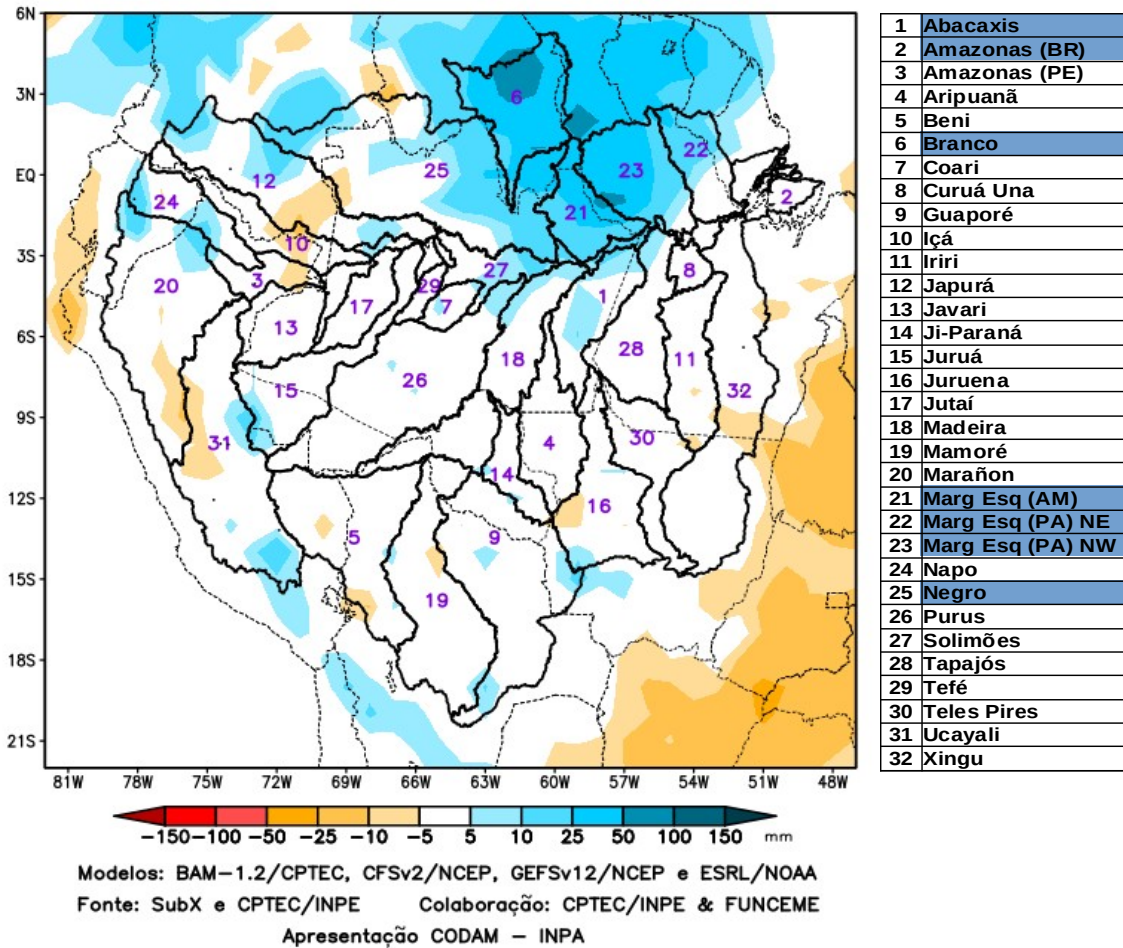 6N
3N
EQ
3S
6S
9S
12S
15S
18S
21S
81W 78W 75W 72W 69W 66W 63W 60W 57W 54W 51W 48W
6
22
25
23
12
2
24
21
10
27
8
3
29
20
1
7
17
13
28
18
11
26
15
32
30
31
4
14
16
5
9
19
−150 −100 −50 −25 −10 −5 5 10 25 50 100 150 mm
Modelos: BAM−1.2/CPTEC, CFSv2/NCEP, GEFSv12/NCEP e ESRL/NOAA
Fonte: SubX e CPTEC/INPE Colaboração: CPTEC/INPE & FUNCEME
Apresentação CODAM − INPA
1 Abacaxis
2 Amazonas (BR)
3 Amazonas (PE)
4 Aripuanã
5 Beni
6 Branco
7 Coari
8 Curuá Una
9 Guaporé
10 Içá
11 Iriri
12 Japurá
13 Javari
14 Ji-Paraná
15 Juruá
16 Juruena
17 Jutaí
18 Madeira
19 Mamoré
20 Marañon
21 Marg Esq (AM)
22 Marg Esq (PA) NE
23 Marg Esq (PA) NW
24 Napo
25 Negro
26 Purus
27 Solimões
28 Tapajós
29 Tefé
30 Teles Pires
31 Ucayali
32 Xingu